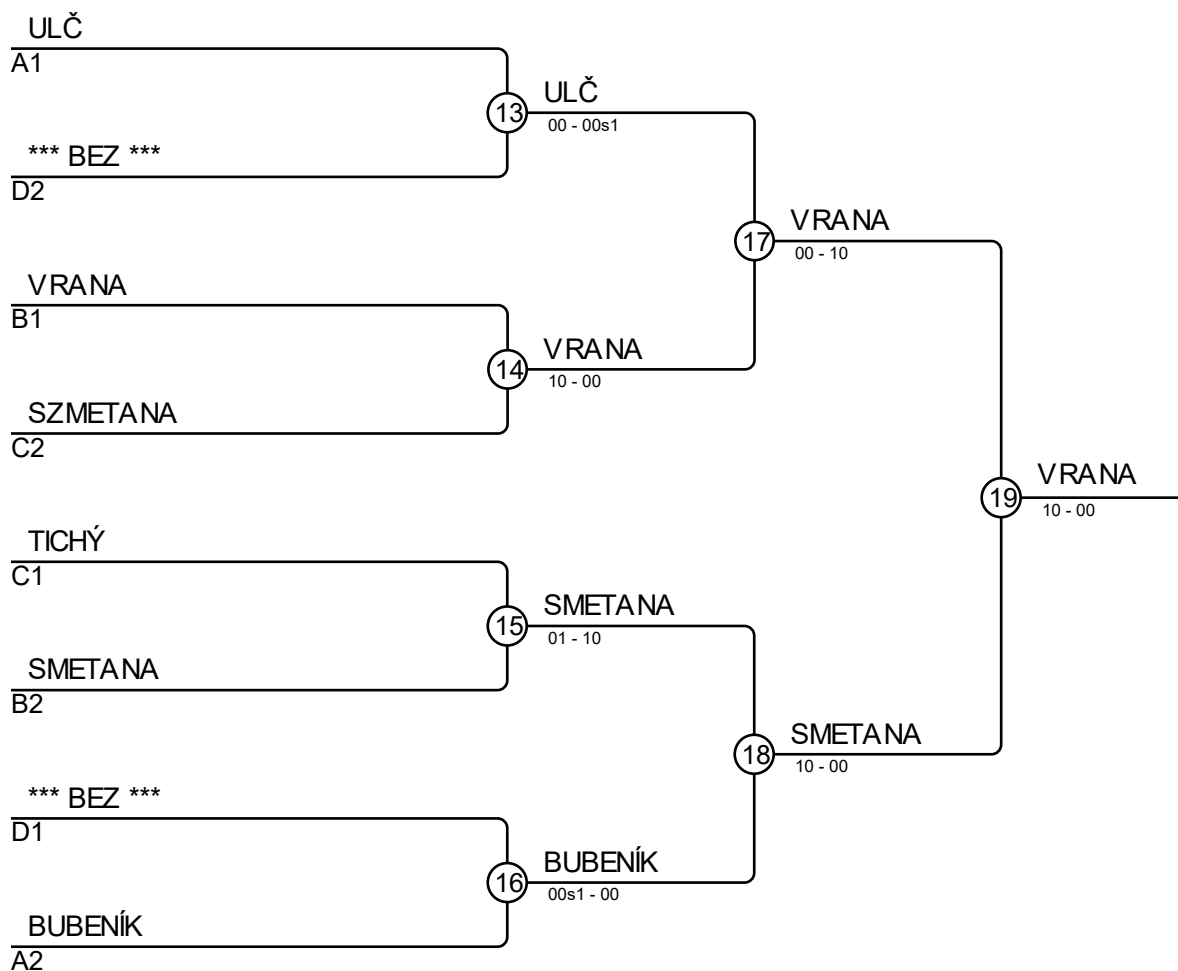 ULČ
A1
13
ULČ
00 - 00s1
*** BEZ ***
D2
17
VRANA
00 - 10
VRANA
B1
14
VRANA
10 - 00
SZMETANA
C2
19
VRANA
10 - 00
TICHÝ
C1
15
SMETANA
01 - 10
SMETANA
B2
18
SMETANA
10 - 00
*** BEZ ***
D1
16
BUBENÍK
00s1 - 00
BUBENÍK
A2